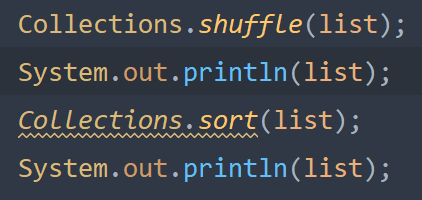 Collections.shuffle(list);
System.out.println(list);
Collections.sort(list);
System.out.println(list);